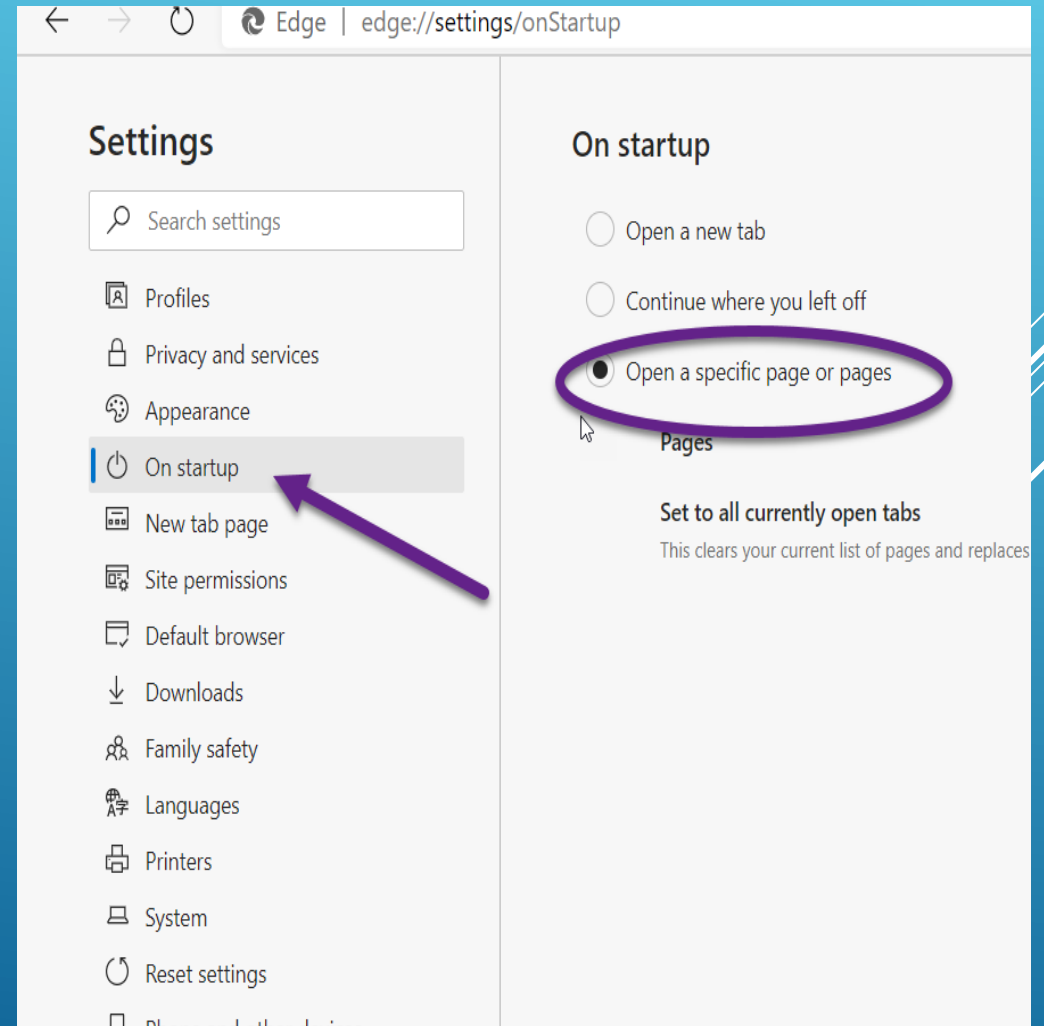 Edge | edge://settings/onStartup
Settings
Search settings
Profiles
Privacy and services
Appearance
On startup
New tab page
Site permissions
Default browser
Downloads
Family safety
Languages
Printers
System
Reset settings
On startup
Open a new tab
Continue where you left off
Open a specific page or pages
Pages
Set to all currently open tabs
This clears your current list of pages and replaces